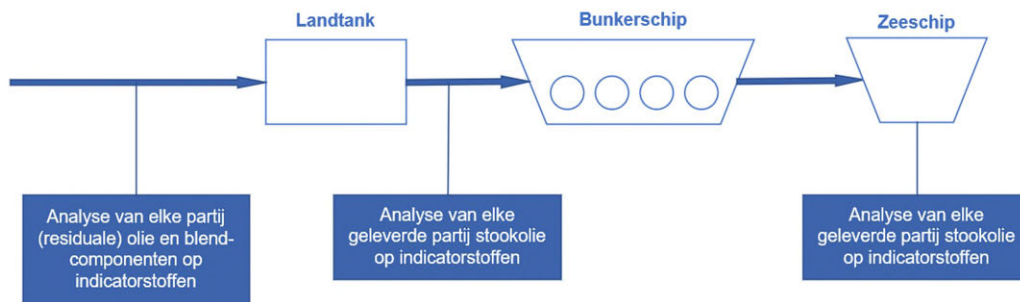 Landtank
Bunkerschip
Zeeschip
Analyse van elke partij
(residuale) olie en blend-
componenten op
indicatorstoffen
Analyse van elke
geleverde partij stookolie
op indicatorstoffen
Analyse van elke
geleverde partij stookolie
op indicatorstoffen